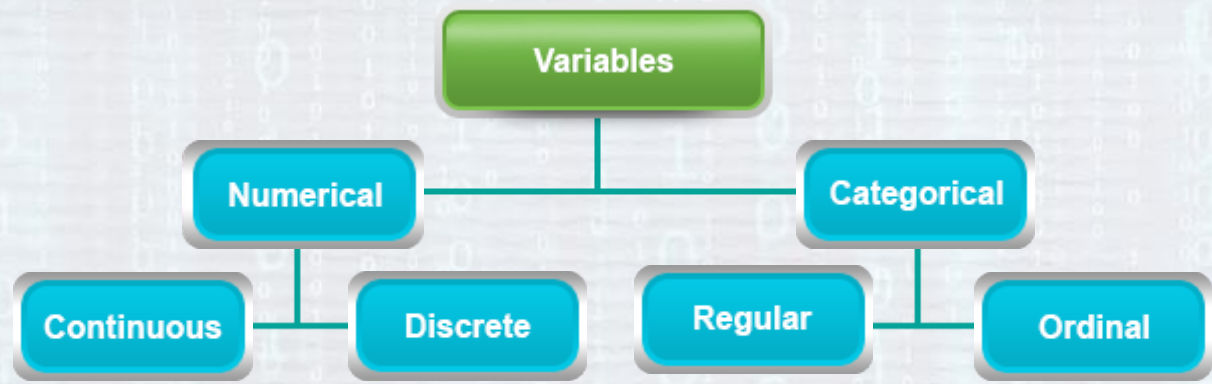 Variables
Numerical
Categorical
Continuous
Discrete
Regular
Ordinal